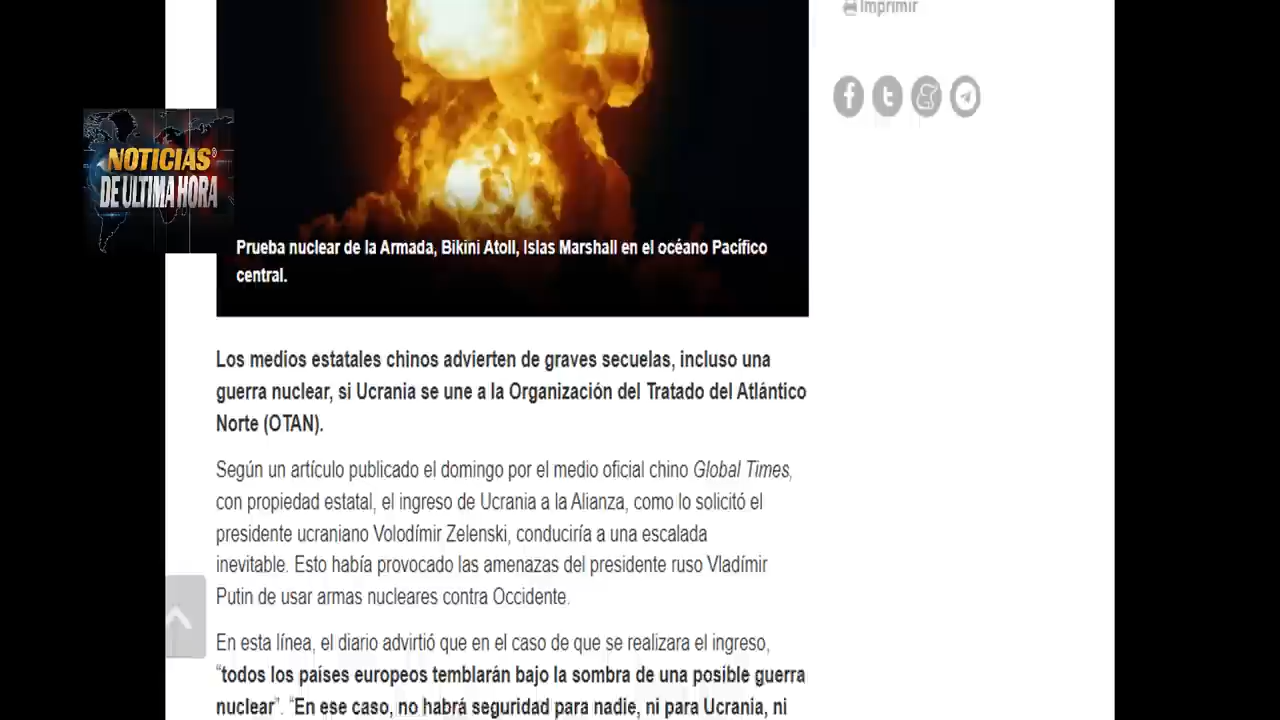 Imprimir
NOTICIAS®
DE ULTIMA HORA
Prueba nuclear de la Armada, Bikini Atoll, Islas Marshall en el océano Pacífico
central.
Los medios estatales chinos advierten de graves secuelas, incluso una
guerra nuclear, si Ucrania se une a la Organización del Tratado del Atlántico
Norte (OTAN).
Según un artículo publicado el domingo por el medio oficial chino Global Times,
con propiedad estatal, el ingreso de Ucrania a la Alianza, como lo solicitó el
presidente ucraniano Volodímir Zelenski, conduciría a una escalada
inevitable. Esto había provocado las amenazas del presidente ruso Vladímir
Putin de usar armas nucleares contra Occidente.
En esta línea, el diario advirtió que en el caso de que se realizara el ingreso,
“todos los países europeos temblarán bajo la sombra de una posible guerra
nuclear”. “En ese caso, no habrá seguridad para nadie, ni para Ucrania, ni